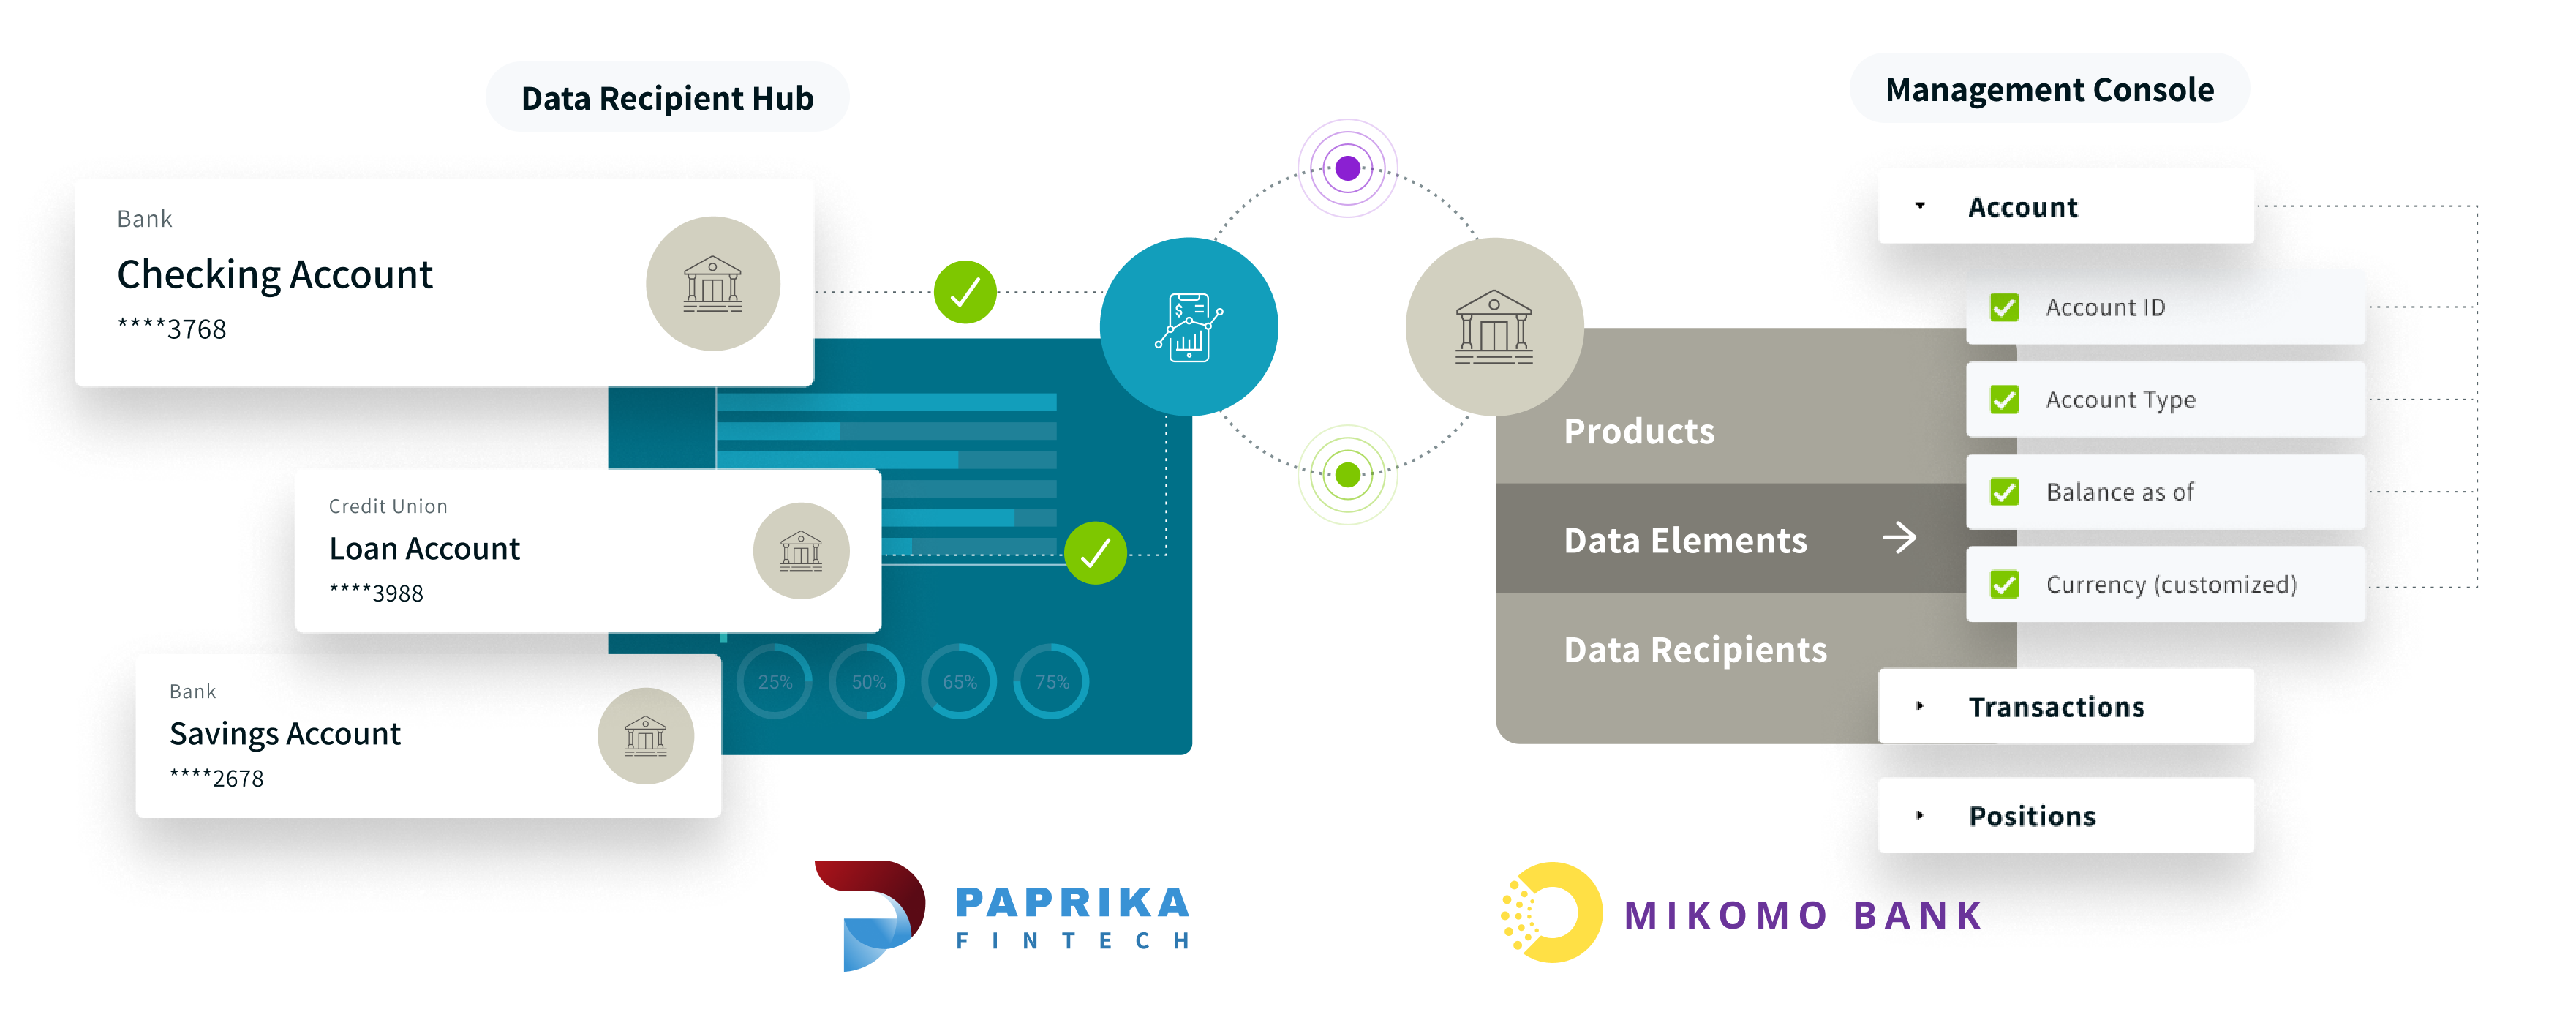 Data Recipient Hub
Bank
Checking Account
****3768
Credit Union
Loan Account
****3988
Bank
Savings Account
****2678
25%
50%
65%
75%
$
PAPRIKA
FINTECH
Management Console
Products
Data Elements
Data Recipients
Account
Account ID
Account Type
Balance as of
Currency (customized)
Transactions
Positions
MIKOMO BANK